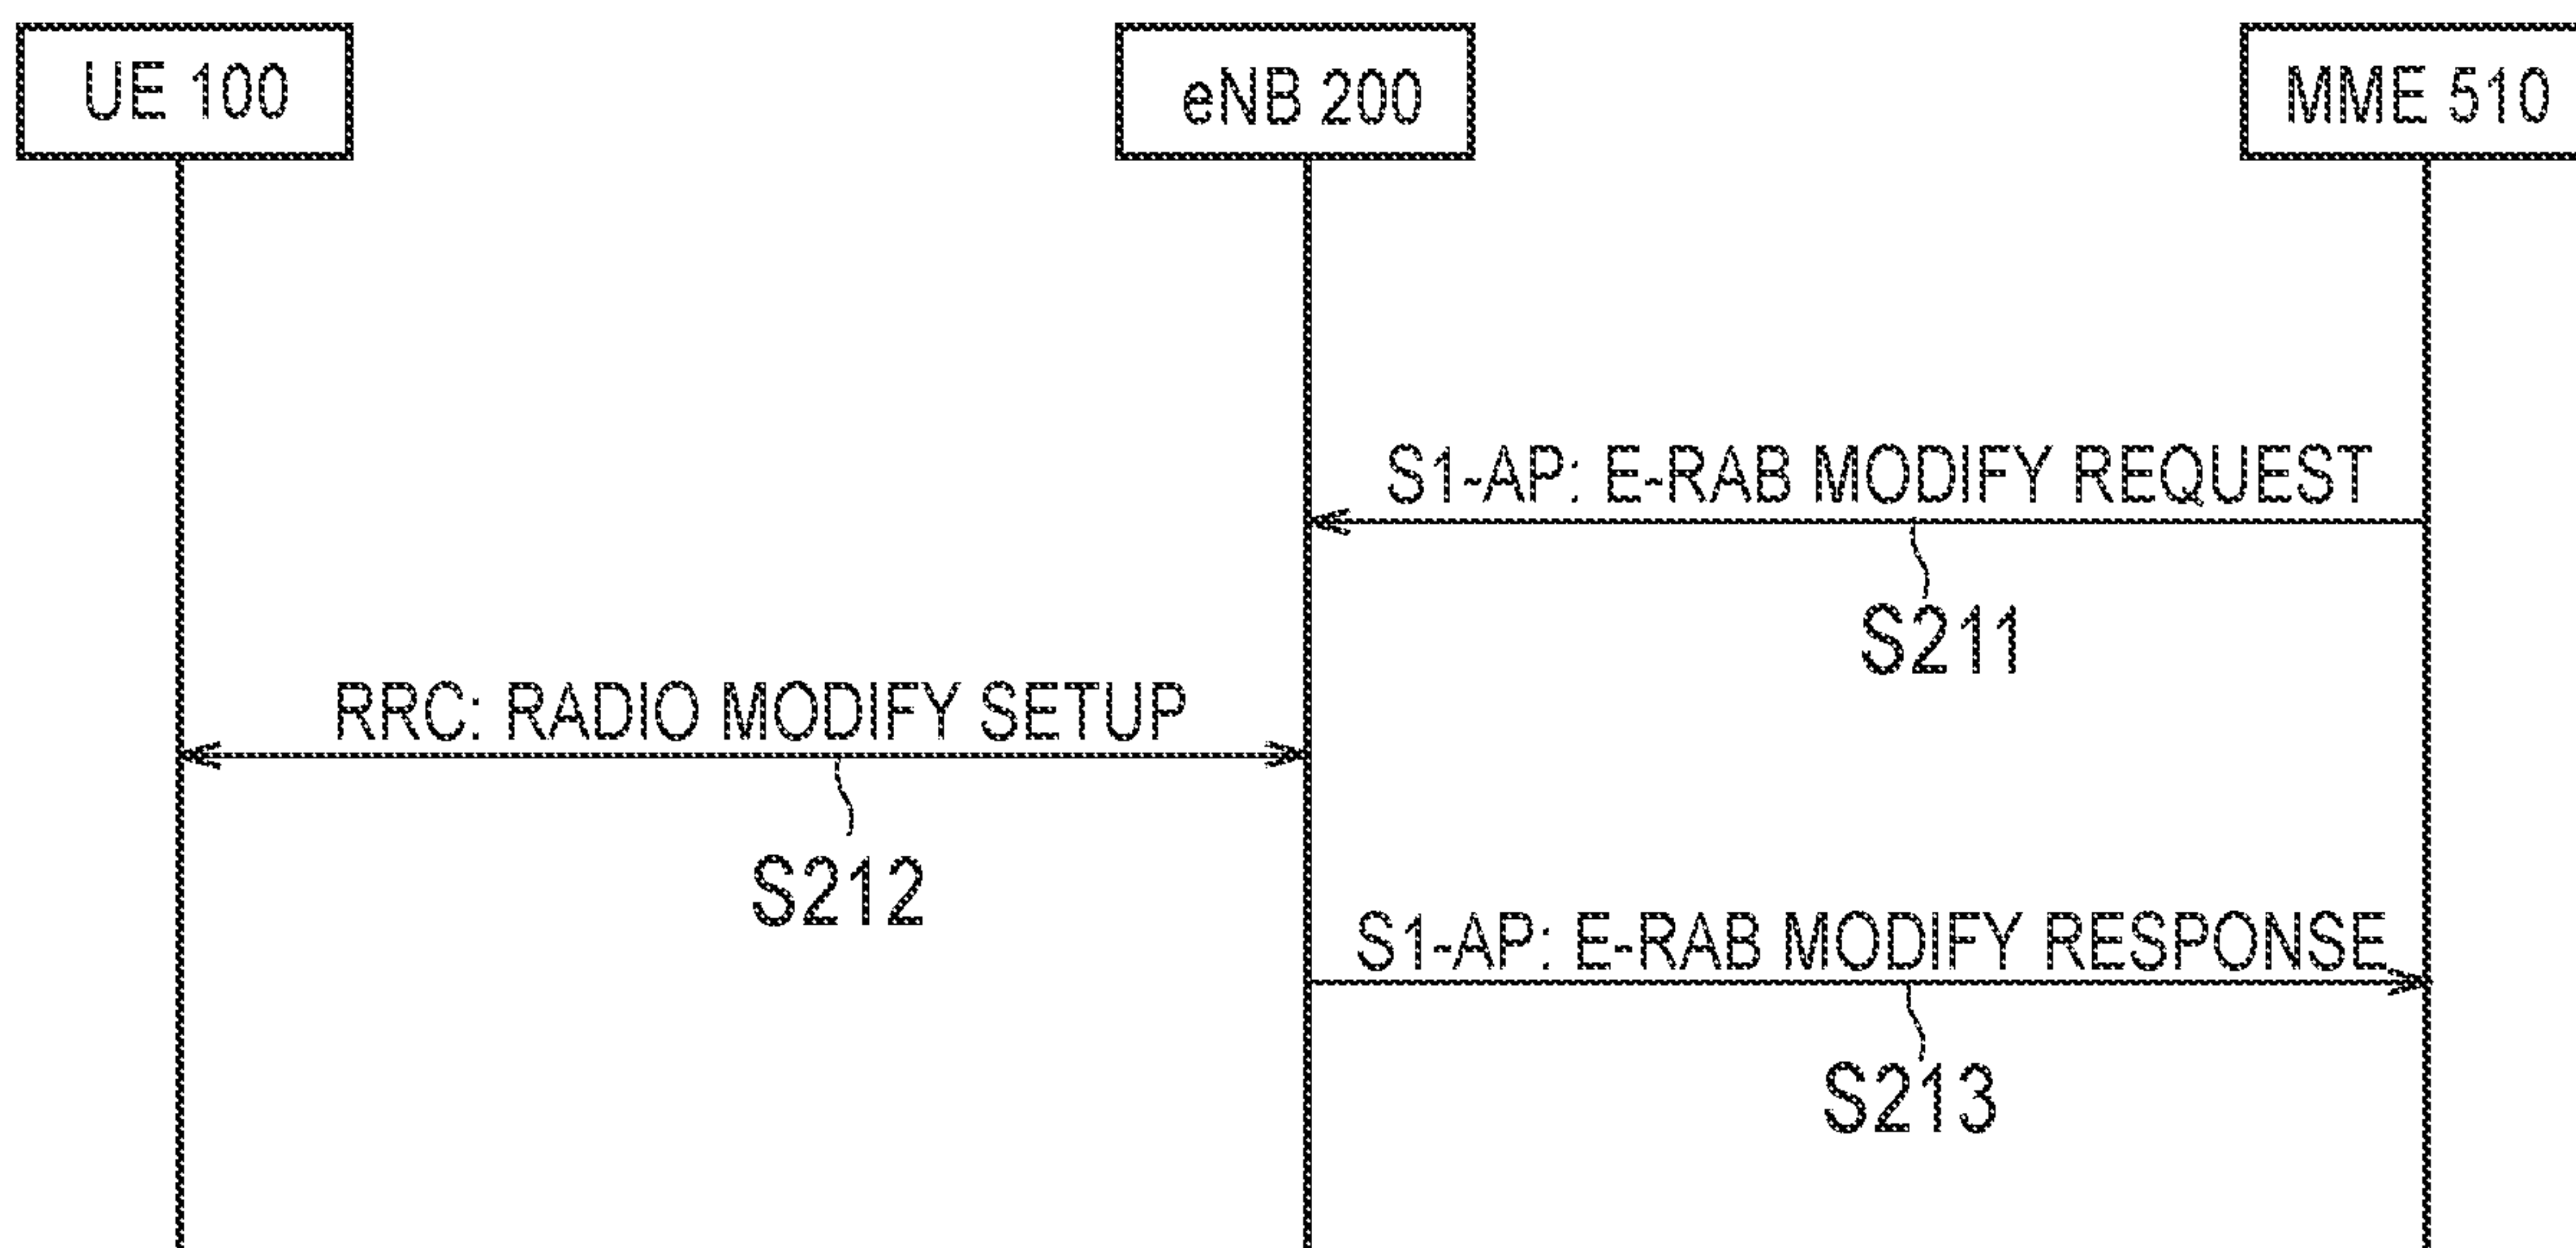 UE 100
eNB 200
MME 510
S1-AP: E-RAB MODIFY REQUEST
S211
RRC: RADIO MODIFY SETUP
S212
S1-AP: E-RAB MODIFY RESPONSE
S213